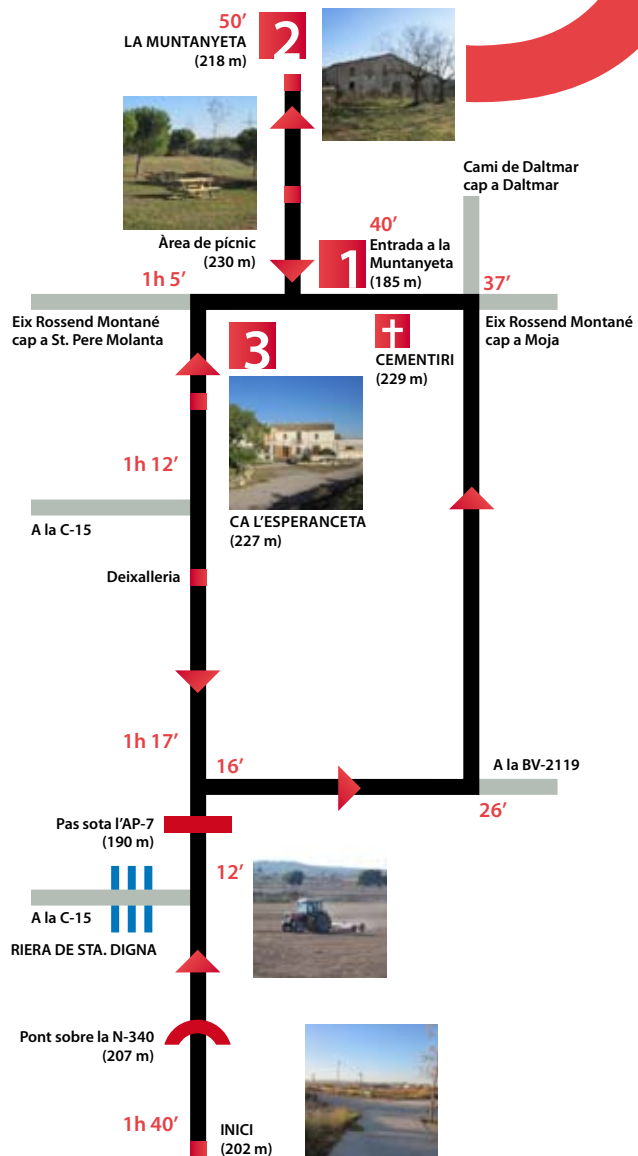 50’
LA MUNTANYETA
(218 m)
2
Cami de Daltmar
cap a Daltmar
Àrea de pícnic
(230 m)
40’
1
Entrada a la
Muntanyeta
(185 m)
1h 5’
37’
Eix Rossend Montané
cap a St. Pere Molanta
Eix Rossend Montané
cap a Moja
3
CEMENTIRI
(229 m)
1h 12’
A la C-15
CA L’ESPERANCETA
(227 m)
Deixalleria
1h 17’
16’
A la BV-2119
26’
Pas sota l’AP-7
(190 m)
12’
A la C-15
RIERA DE STA. DIGNA
Pont sobre la N-340
(207 m)
1h 40’
INICI
(202 m)